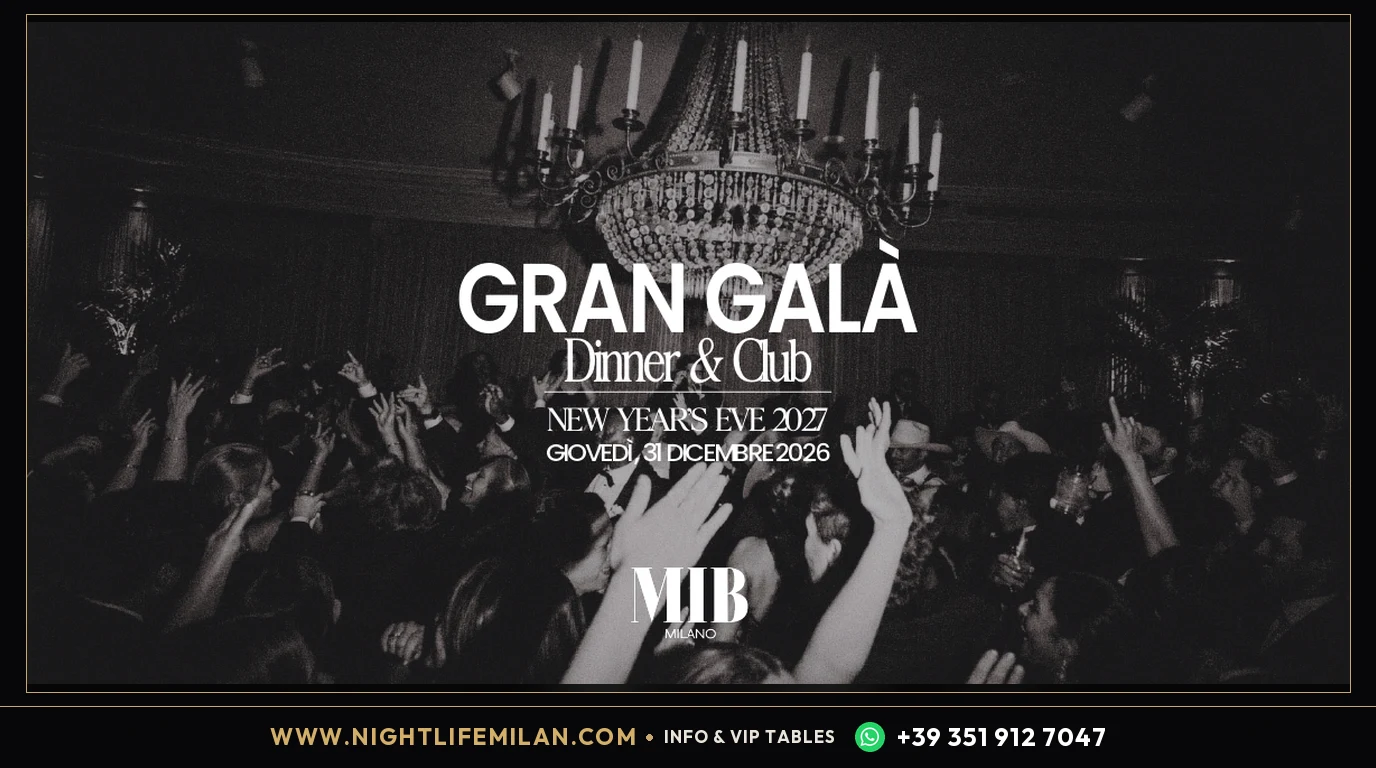 GRAN GALÀ
Dinner & Club
NEW YEAR'S EVE 2027
GIOVEDÌ, 31 DICEMBRE 2026
MIB
MILANO
WWW.NIGHTLIFEMILAN.COM • INFO & VIP TABLES +39 351 912 7047